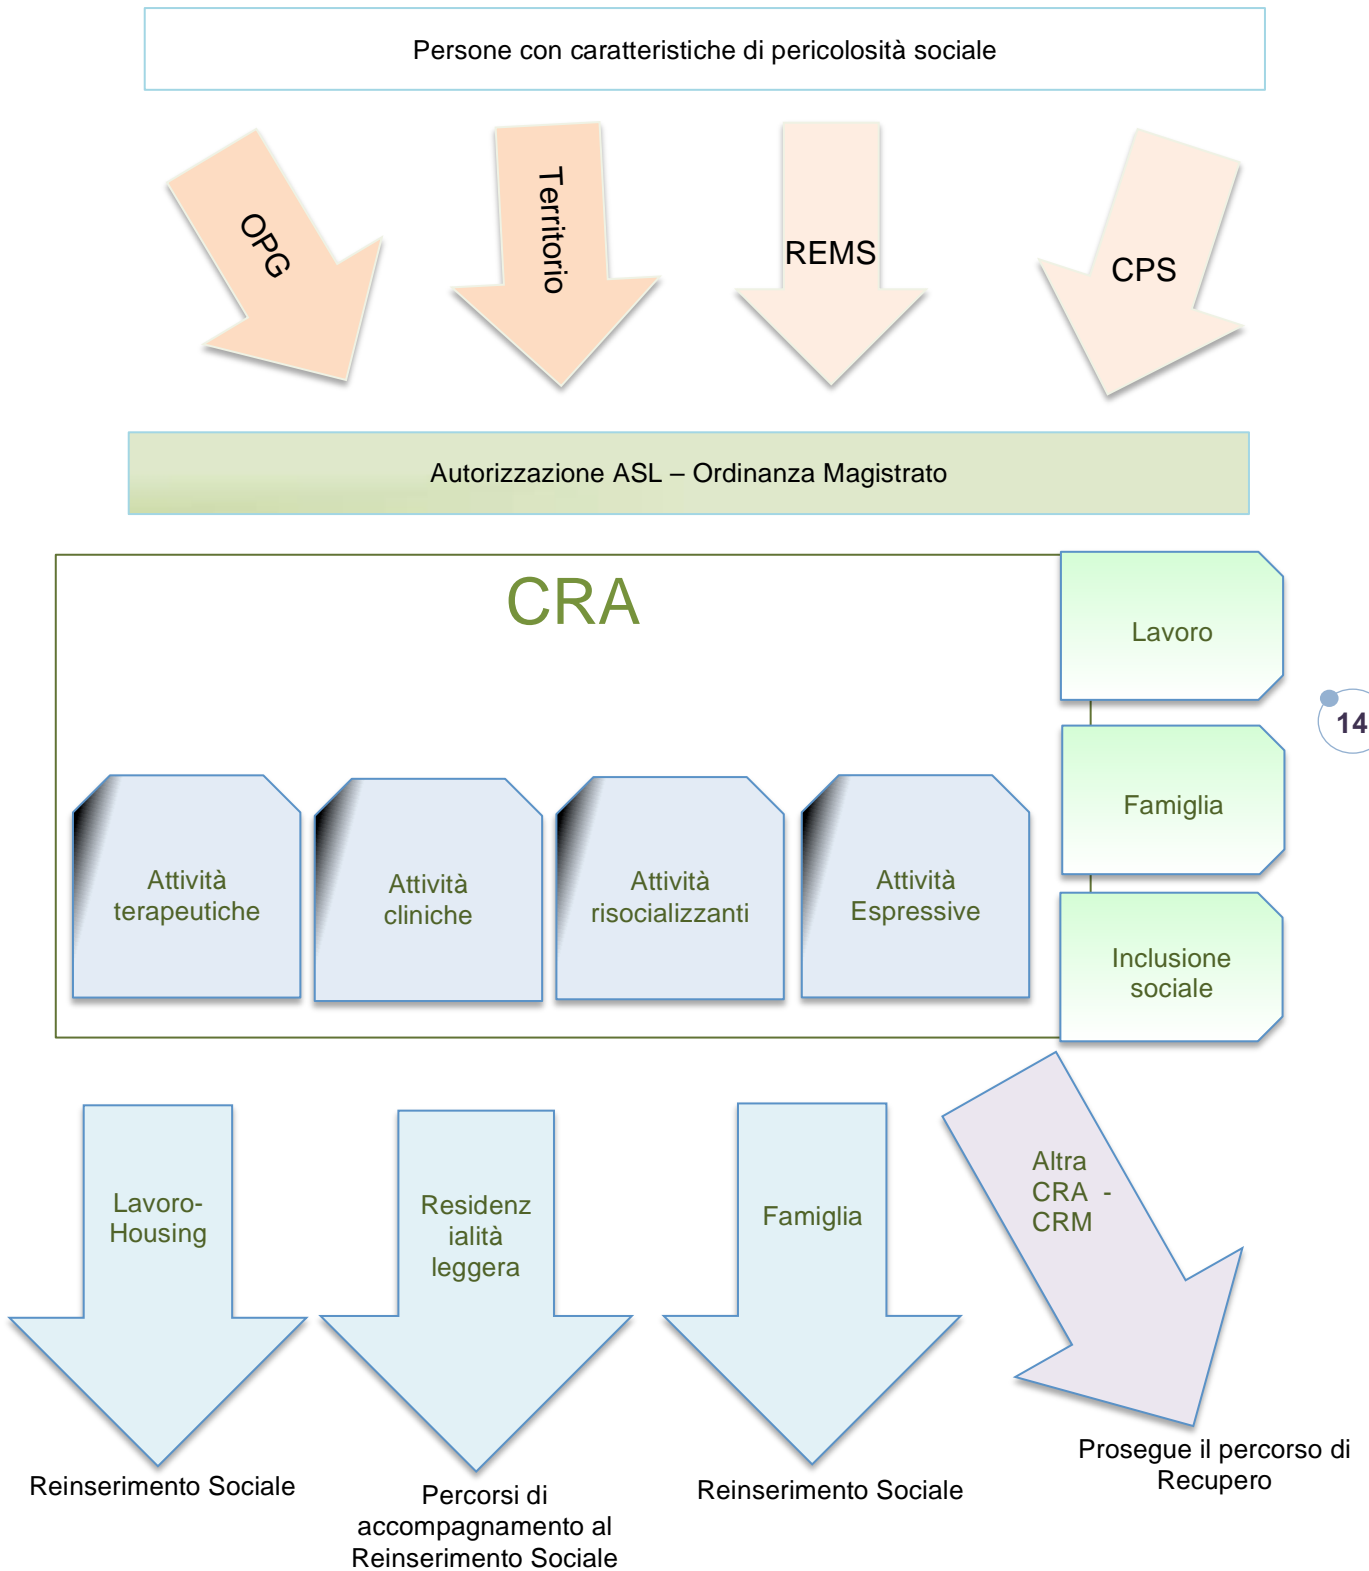 Persone con caratteristiche di pericolosità sociale
OPG
Territorio
REMS
CPS
Autorizzazione ASL – Ordinanza Magistrato
CRA
Lavoro
14
Famiglia
Attività
terapeutiche
Attività
cliniche
Attività
risocializzanti
Attività
Espressive
Inclusione
sociale
Lavoro-
Housing
Residenz
ialità
leggera
Famiglia
Altra
CRA -
CRM
Reinserimento Sociale
Percorsi di
accompagnamento al
Reinserimento Sociale
Reinserimento Sociale
Prosegue il percorso di
Recupero